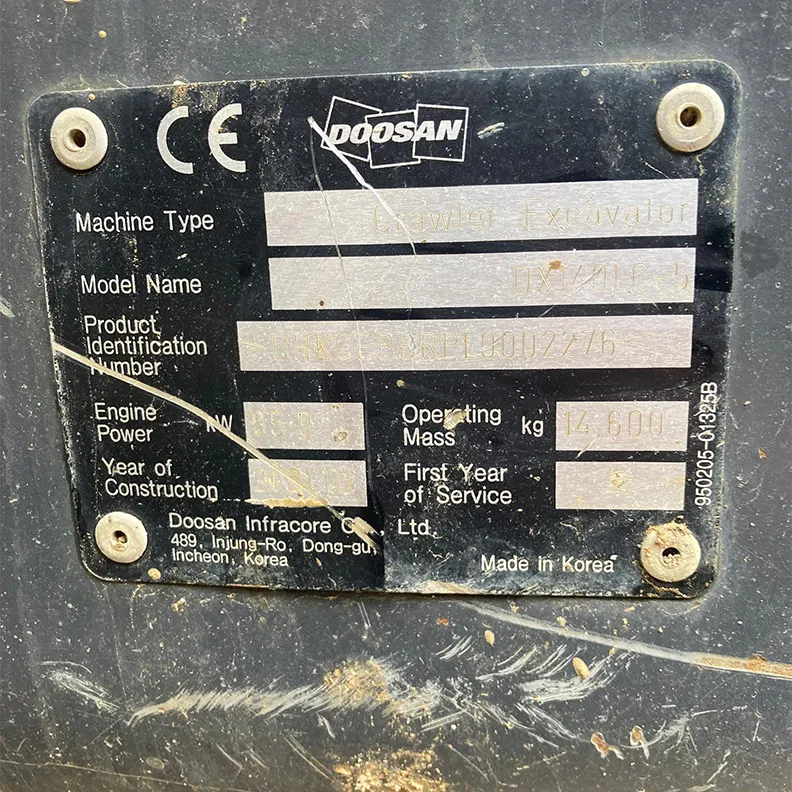 CE
DOOSAN
Machine Type Crawler Excavator
Model Name DX140LC-5
Product
Identification
Number
Engine
Power kW
Operating
Mass kg 14,600
Year of
Construction
First Year
of Service
Doosan Infracore Co., Ltd.
489, Injung-Ro, Dong-gu,
Incheon, Korea
Made in Korea
950205-01325B